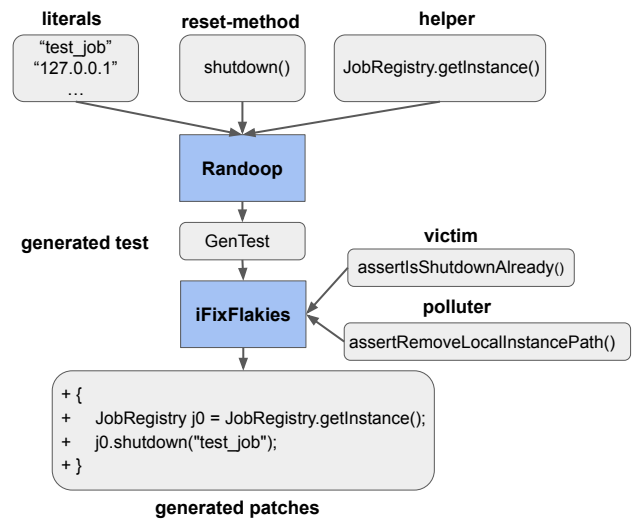 literals
reset-method
helper
“test_job”
“127.0.0.1”
...
shutdown()
JobRegistry.getInstance()
Randoop
generated test
GenTest
victim
assertIsShutdownAlready()
iFixFlakies
polluter
assertRemoveLocalInstancePath()
+ {
+ JobRegistry j0 = JobRegistry.getInstance();
+ j0.shutdown("test_job");
+ }
generated patches